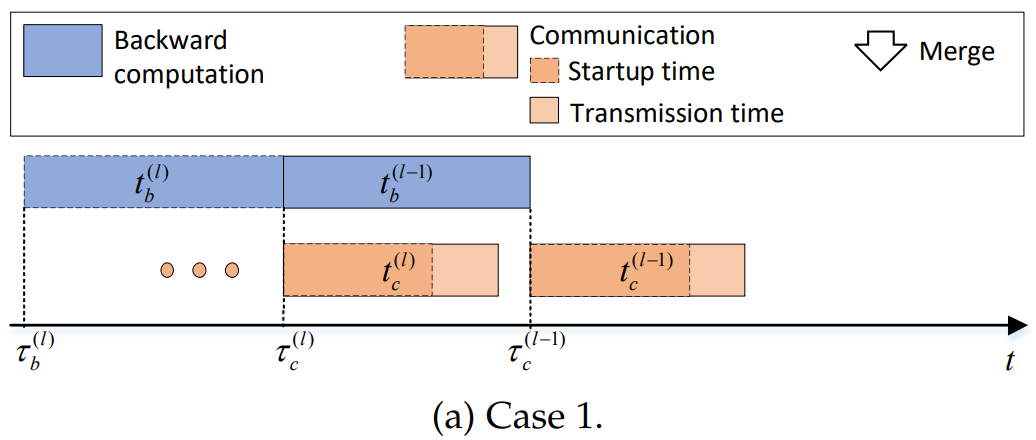 Backward
computation
Communication
Startup time
Transmission time
Merge
t_b^{(l)}
t_b^{(l-1)}
t_c^{(l)}
t_c^{(l-1)}
τ_b^{(l)}
τ_c^{(l)}
τ_c^{(l-1)}
t
(a) Case 1.